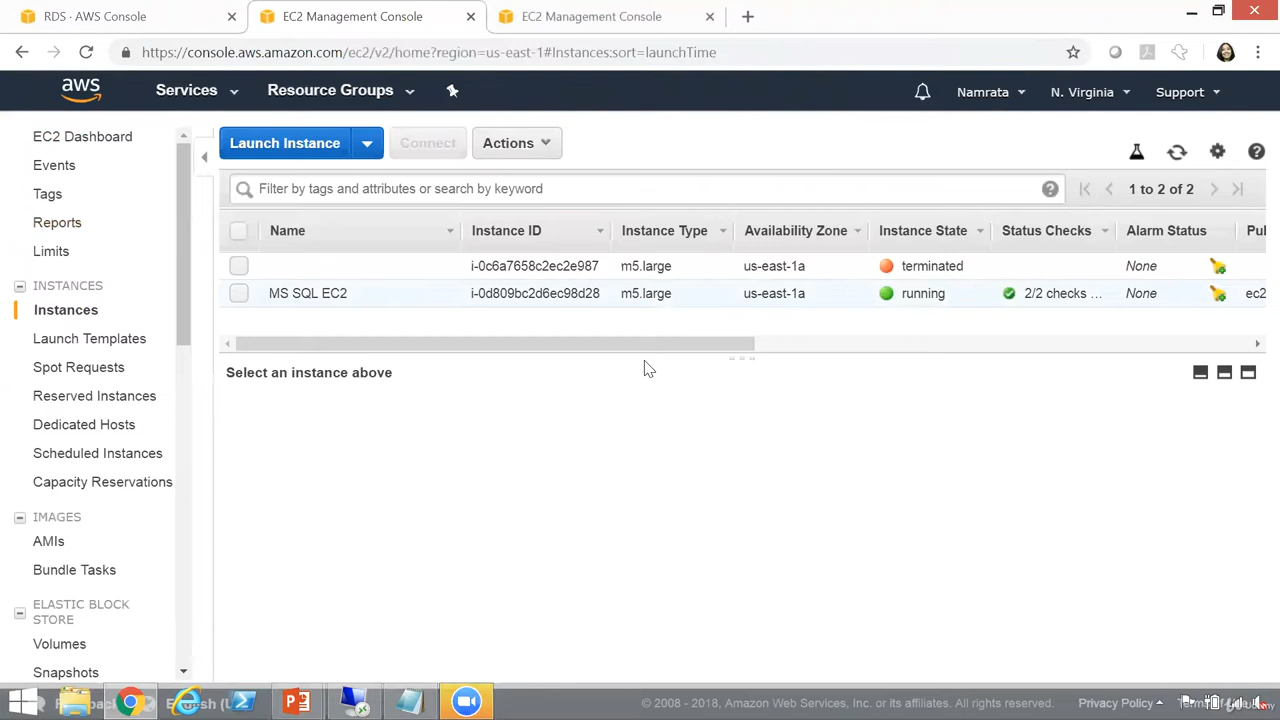 RDS - AWS Console
EC2 Management Console
EC2 Management Console
https://console.aws.amazon.com/ec2/v2/home?region=us-east-1#Instances:sort=launchTime
aws
Services
Resource Groups
Namrata
N. Virginia
Support
EC2 Dashboard
Events
Tags
Reports
Limits
INSTANCES
Instances
Launch Templates
Spot Requests
Reserved Instances
Dedicated Hosts
Scheduled Instances
Capacity Reservations
IMAGES
AMIs
Bundle Tasks
ELASTIC BLOCK
STORE
Volumes
Snapshots
Launch Instance
Connect
Actions
Filter by tags and attributes or search by keyword
1 to 2 of 2
Name Instance ID Instance Type Availability Zone Instance State Status Checks Alarm Status Pul
i-0c6a7658c2ec2e987 m5.large us-east-1a terminated None
MS SQL EC2 i-0d809bc2d6ec98d28 m5.large us-east-1a running 2/2 checks ... None ec2
Select an instance above
© 2008 - 2018, Amazon Web Services, Inc. or its affiliates. All rights reserved.
Privacy Policy